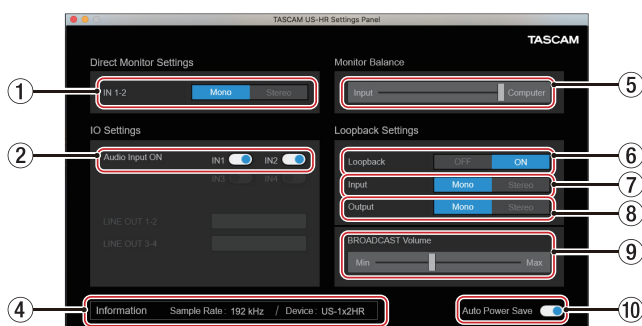 TASCAM US-HR Settings Panel
TASCAM
Direct Monitor Settings
Monitor Balance
① IN 1-2 Mono Stereo
Input Computer ⑤
IO Settings
Loopback Settings
② Audio Input ON IN1 IN2
IN3 IN4
Loopback OFF ON ⑥
Input Mono Stereo ⑦
Output Mono Stereo ⑧
LINE OUT 1-2
LINE OUT 3-4
BROADCAST Volume
Min Max ⑨
④ Information Sample Rate: 192 kHz / Device: US-1x2HR
Auto Power Save ⑩